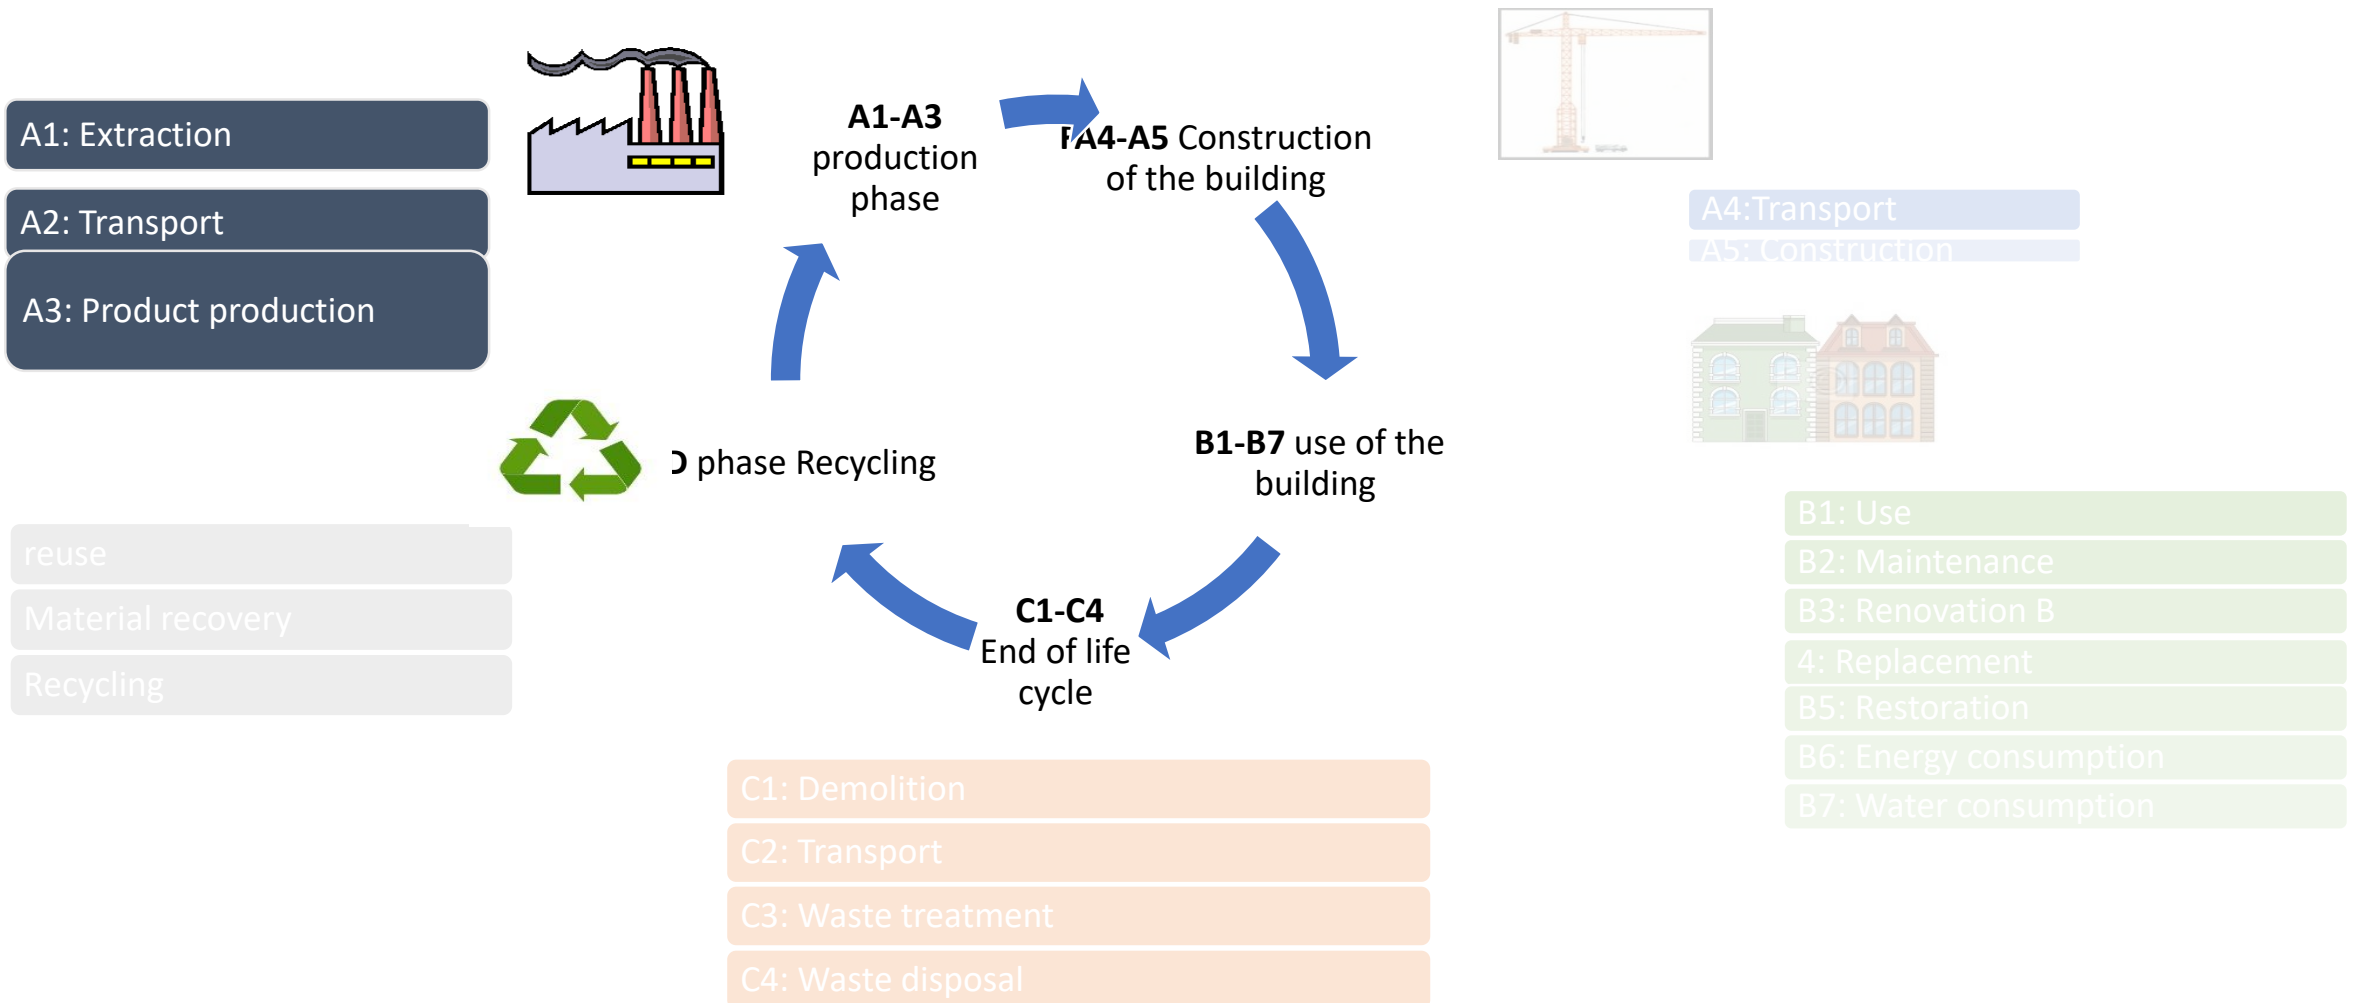 A1: Extraction
A2: Transport
A3: Product production
A1-A3
production
phase
A4-A5 Construction
of the building
A4:Transport
A5: Construction
B1-B7 use of the
building
B1: Use
B2: Maintenance
B3: Renovation B
4: Replacement
B5: Restoration
B6: Energy consumption
B7: Water consumption
C1-C4
End of life
cycle
C1: Demolition
C2: Transport
C3: Waste treatment
C4: Waste disposal
D phase Recycling
reuse
Material recovery
Recycling